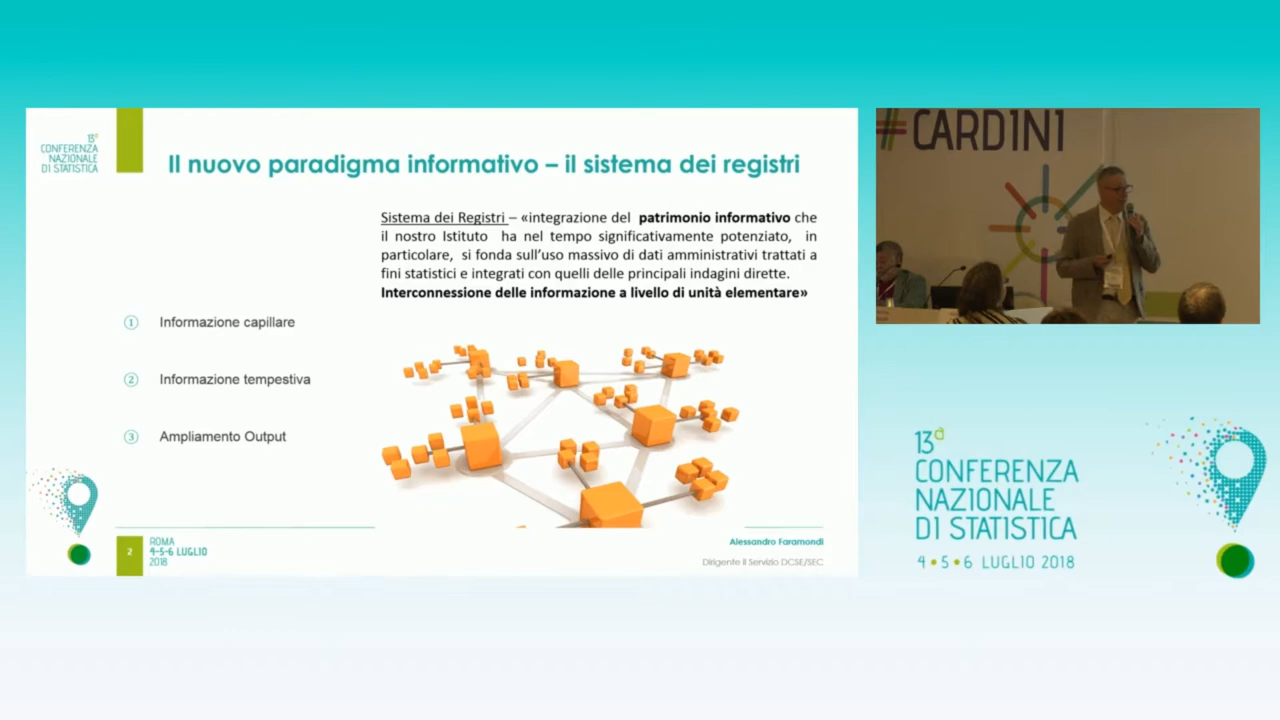 13ª
CONFERENZA
NAZIONALE
DI STATISTICA
Il nuovo paradigma informativo – il sistema dei registri
Sistema dei Registri – «integrazione del patrimonio informativo che
il nostro Istituto ha nel tempo significativamente potenziato, in
particolare, si fonda sull'uso massivo di dati amministrativi trattati a
fini statistici e integrati con quelli delle principali indagini dirette.
Interconnessione delle informazione a livello di unità elementare»
1 Informazione capillare
2 Informazione tempestiva
3 Ampliamento Output
2
ROMA
4-5-6 LUGLIO
2018
Alessandro Faramondi
Dirigente il Servizio DCSE/SEC
#CARDINI
13ª
CONFERENZA
NAZIONALE
DI STATISTICA
4 • 5 • 6 LUGLIO 2018